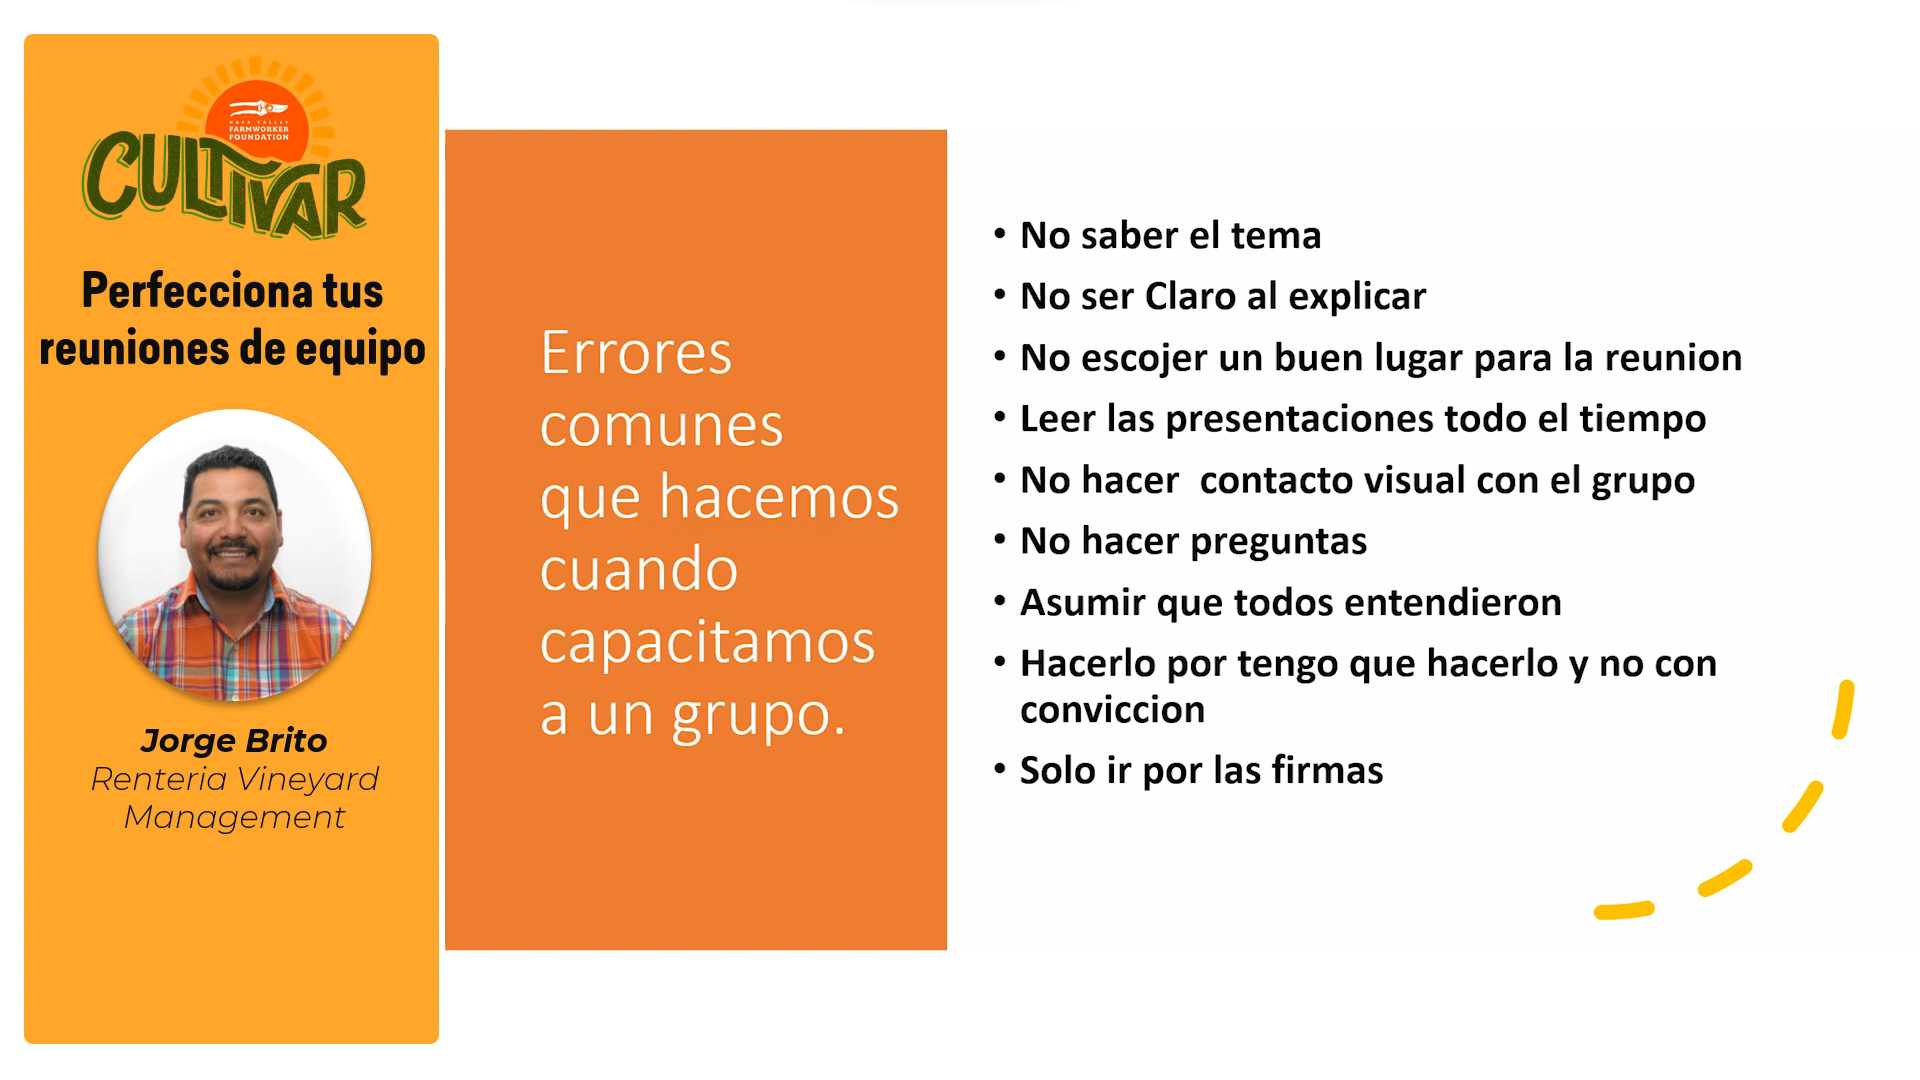 NAPA VALLEY
FARMWORKER
FOUNDATION
CULTIVAR
Perfecciona tus
reuniones de equipo
Jorge Brito
Renteria Vineyard
Management
Errores
comunes
que hacemos
cuando
capacitamos
a un grupo.
• No saber el tema
• No ser Claro al explicar
• No escojer un buen lugar para la reunion
• Leer las presentaciones todo el tiempo
• No hacer  contacto visual con el grupo
• No hacer preguntas
• Asumir que todos entendieron
• Hacerlo por tengo que hacerlo y no con
conviccion
• Solo ir por las firmas